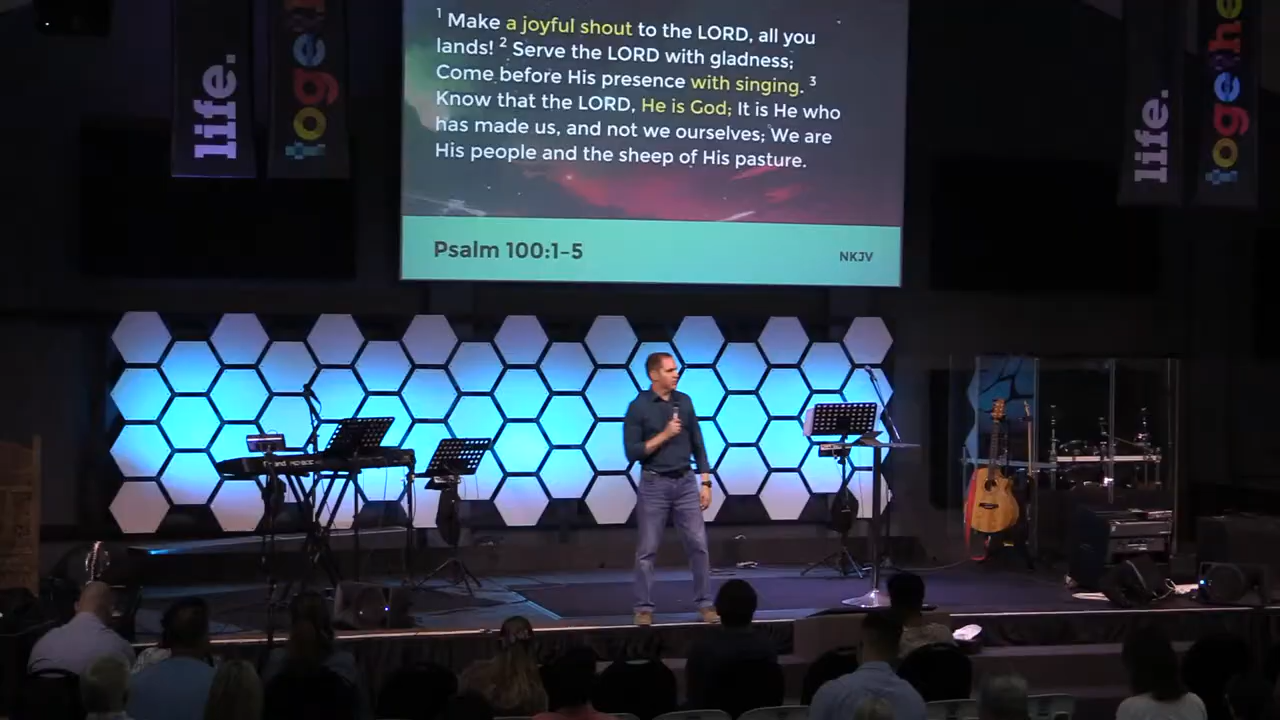 life.
togethe
¹ Make a joyful shout to the LORD, all you
lands! ² Serve the LORD with gladness;
Come before His presence with singing. ³
Know that the LORD, He is God; It is He who
has made us, and not we ourselves; We are
His people and the sheep of His pasture.
Psalm 100:1-5
NKJV
life.
togethe